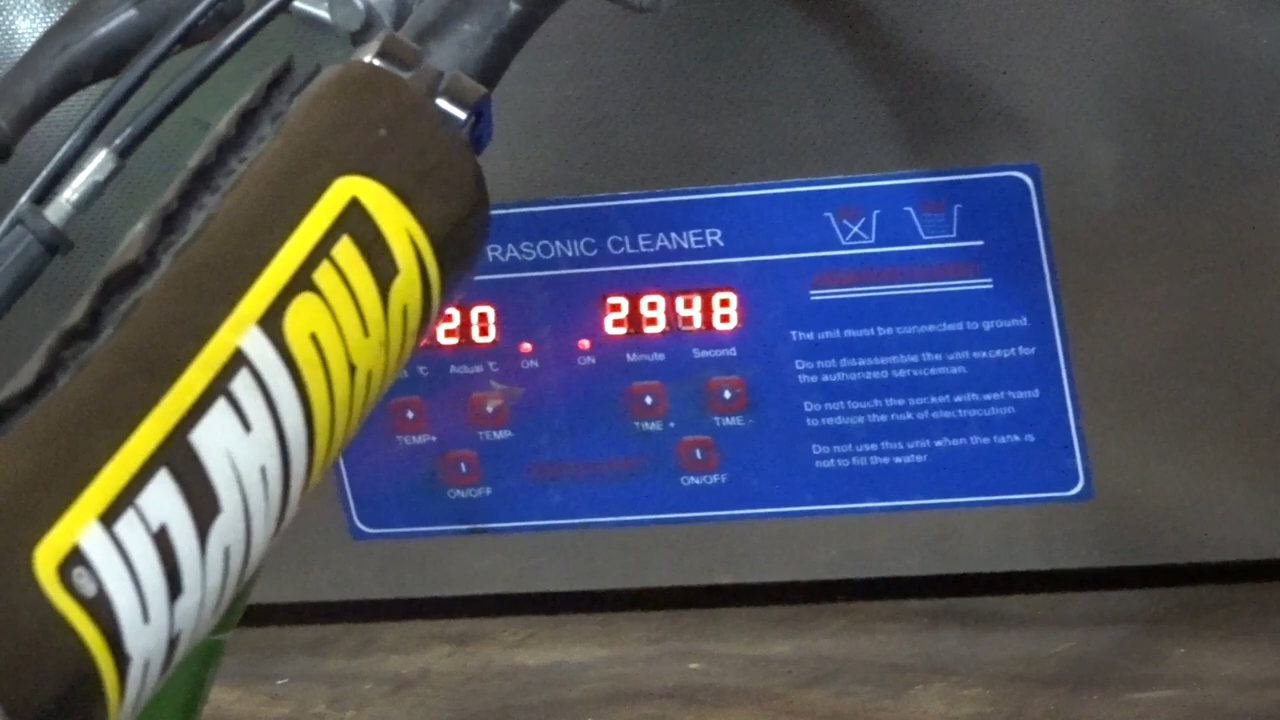 RASONIC CLEANER
20
2948
℃ Actual ℃ ON ON Minute Second
TEMP+ TEMP- TIME + TIME -
ON/OFF ON/OFF
The unit must be connected to ground.
Do not disassemble the unit except for
the authorized serviceman.
Do not touch the socket with wet hand
to reduce the risk of electrocution
Do not use this unit when the tank is
not to fill the water.